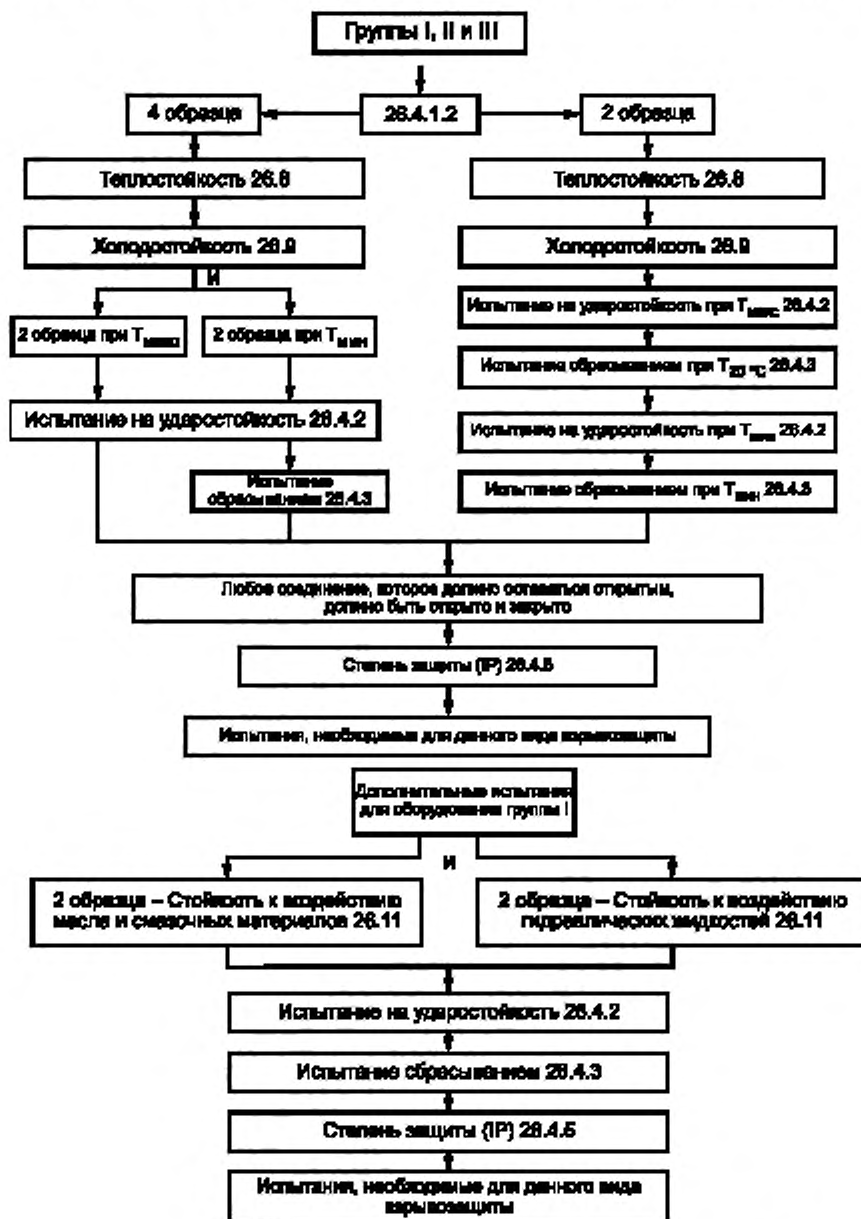 Группы I, II и III
4 образца
26.4.1.2
2 образца
Теплостойкость 26.8
Теплостойкость 26.8
Холодостойкость 26.9
Холодостойкость 26.9
И
2 образца при Tмакс
2 образца при Tмин
Испытание на ударостойкость при Tмакс 26.4.2
Испытание сбрасыванием при T20 °C 26.4.3
Испытание на ударостойкость 26.4.2
Испытание на ударостойкость при Tмин 26.4.2
Испытание
сбрасыванием 26.4.3
Испытание сбрасыванием при Tмин 26.4.3
Любое соединение, которое должно оставаться открытым,
должно быть открыто и закрыто
Степень защиты (IP) 26.4.5
Испытания, необходимые для данного вида взрывозащиты
Дополнительные испытания
для оборудования группы I
И
2 образца – Стойкость к воздействию
масла и смазочных материалов 26.11
2 образца – Стойкость к воздействию
гидравлических жидкостей 26.11
Испытание на ударостойкость 26.4.2
Испытание сбрасыванием 26.4.3
Степень защиты (IP) 26.4.5
Испытания, необходимые для данного вида
взрывозащиты